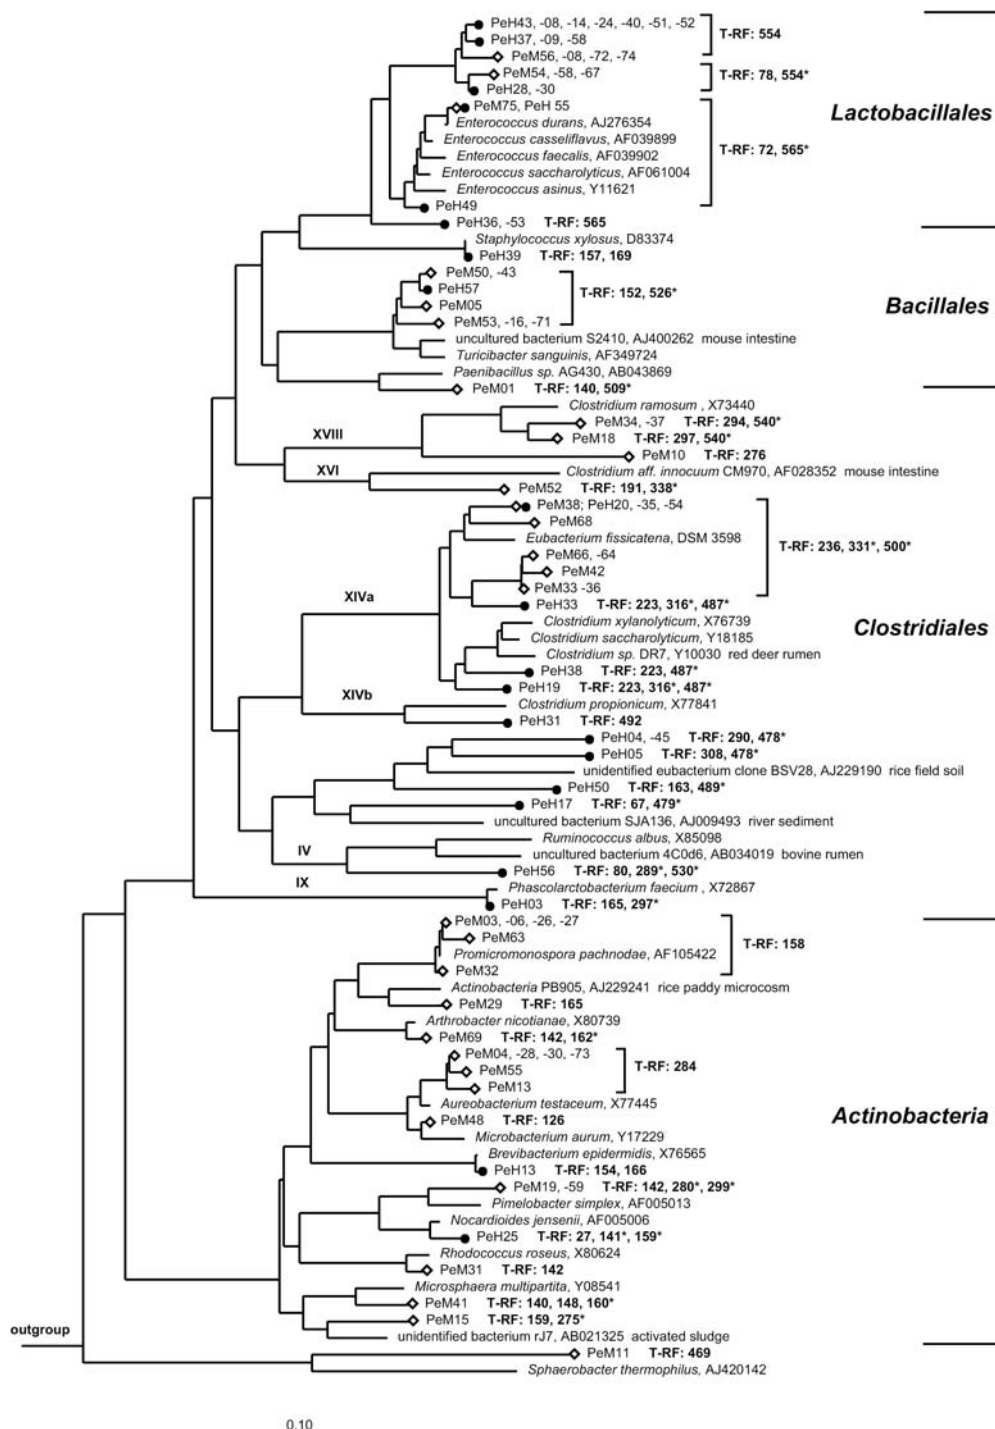 PeH43, -08, -14, -24, -40, -51, -52
T-RF: 554
PeH37, -09, -58
PeM56, -08, -72, -74
PeM54, -58, -67
T-RF: 78, 554*
PeH28, -30
PeM75, PeH 55
Lactobacillales
Enterococcus durans, AJ276354
Enterococcus casseliflavus, AF039899
T-RF: 72, 565*
Enterococcus faecalis, AF039902
Enterococcus saccharolyticus, AF061004
Enterococcus asinus, Y11621
PeH49
PeH36, -53 T-RF: 565
Staphylococcus xylosus, D83374
PeH39 T-RF: 157, 169
PeM50, -43
PeH57
T-RF: 152, 526*
PeM05
Bacillales
PeM53, -16, -71
uncultured bacterium S2410, AJ400262 mouse intestine
Turicibacter sanguinis, AF349724
Paenibacillus sp. AG430, AB043869
PeM01 T-RF: 140, 509*
Clostridium ramosum , X73440
PeM34, -37 T-RF: 294, 540*
XVIII
PeM18 T-RF: 297, 540*
PeM10 T-RF: 276
XVI
Clostridium aff. innocuum CM970, AF028352 mouse intestine
PeM52 T-RF: 191, 338*
PeM38; PeH20, -35, -54
PeM68
Eubacterium fissicatena, DSM 3598
T-RF: 236, 331*, 500*
PeM66, -64
PeM42
PeM33 -36
XIVa
PeH33 T-RF: 223, 316*, 487*
Clostridium xylanolyticum, X76739
Clostridiales
Clostridium saccharolyticum, Y18185
Clostridium sp. DR7, Y10030 red deer rumen
PeH38 T-RF: 223, 487*
PeH19 T-RF: 223, 316*, 487*
XIVb
Clostridium propionicum, X77841
PeH31 T-RF: 492
PeH04, -45 T-RF: 290, 478*
PeH05 T-RF: 308, 478*
unidentified eubacterium clone BSV28, AJ229190 rice field soil
PeH50 T-RF: 163, 489*
PeH17 T-RF: 67, 479*
uncultured bacterium SJA136, AJ009493 river sediment
Ruminococcus albus, X85098
IV
uncultured bacterium 4C0d6, AB034019 bovine rumen
PeH56 T-RF: 80, 289*, 530*
IX
Phascolarctobacterium faecium , X72867
PeH03 T-RF: 165, 297*
PeM03, -06, -26, -27
PeM63
T-RF: 158
Promicromonospora pachnodae, AF105422
PeM32
Actinobacteria PB905, AJ229241 rice paddy microcosm
PeM29 T-RF: 165
Arthrobacter nicotianae, X80739
PeM69 T-RF: 142, 162*
PeM04, -28, -30, -73
T-RF: 284
PeM55
PeM13
Aureobacterium testaceum, X77445
Actinobacteria
PeM48 T-RF: 126
Microbacterium aurum, Y17229
Brevibacterium epidermidis, X76565
PeH13 T-RF: 154, 166
PeM19, -59 T-RF: 142, 280*, 299*
Pimelobacter simplex, AF005013
Nocardioides jensenii, AF005006
PeH25 T-RF: 27, 141*, 159*
Rhodococcus roseus, X80624
PeM31 T-RF: 142
Microsphaera multipartita, Y08541
PeM41 T-RF: 140, 148, 160*
PeM15 T-RF: 159, 275*
outgroup
unidentified bacterium rJ7, AB021325 activated sludge
PeM11 T-RF: 469
Sphaerobacter thermophilus, AJ420142
0.10